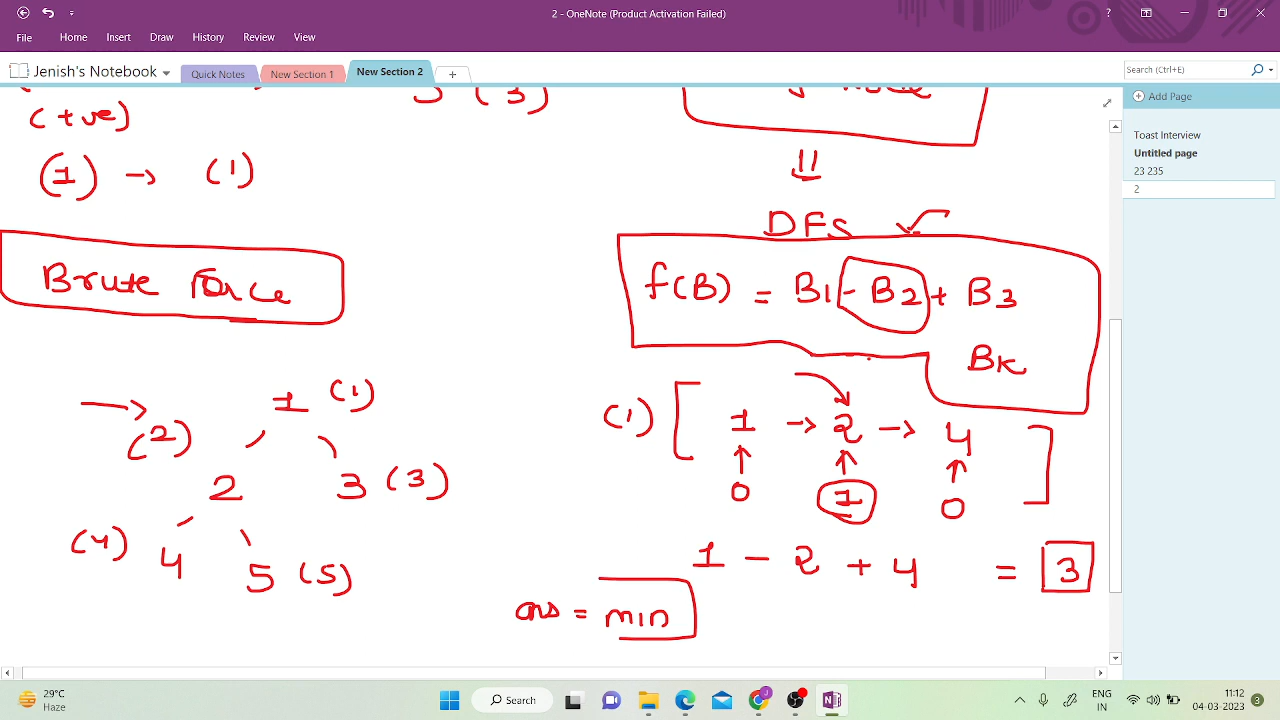 2 - OneNote (Product Activation Failed)
File Home Insert Draw History Review View
Jenish's Notebook
Quick Notes
New Section 1
New Section 2
Search (Ctrl+E)
Add Page
Toast Interview
Untitled page
23 235
2
(+ve)
(3)
(1) → (1)
DFS ✓
Brute Force
f(B) = B1 - B2 + B3
BK
1 (1)
(2)
2 3 (3)
(4) 4 5 (5)
(1) [ 1 → 2 → 4 ]
0 1 0
1 - 2 + 4 = 3
ans = min
29°C
Haze
Search
ENG
IN
11:12
04-03-2023
3